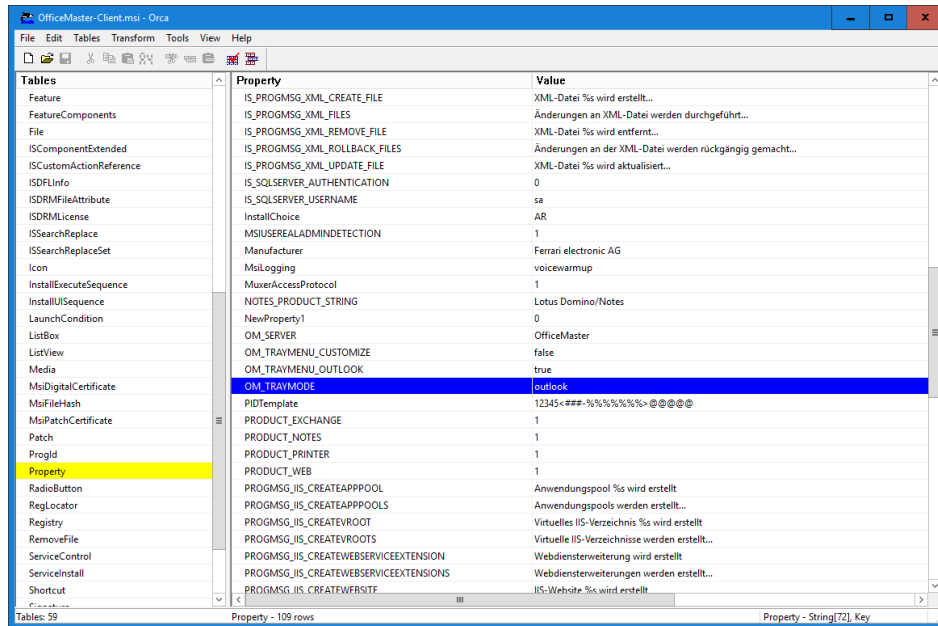 OfficeMaster-Client.msi - Orca
File Edit Tables Transform Tools View Help
Tables
Feature
FeatureComponents
File
ISComponentExtended
ISCustomActionReference
ISDFLInfo
ISDRMFileAttribute
ISDRMLicense
ISSearchReplace
ISSearchReplaceSet
Icon
InstallExecuteSequence
InstallUISequence
LaunchCondition
ListBox
ListView
Media
MsiDigitalCertificate
MsiFileHash
MsiPatchCertificate
Patch
ProgId
Property
RadioButton
RegLocator
Registry
RemoveFile
ServiceControl
ServiceInstall
Shortcut
Property Value
IS_PROGMSG_XML_CREATE_FILE XML-Datei %s wird erstellt...
IS_PROGMSG_XML_FILES Änderungen an XML-Datei werden durchgeführt...
IS_PROGMSG_XML_REMOVE_FILE XML-Datei %s wird entfernt...
IS_PROGMSG_XML_ROLLBACK_FILES Änderungen an der XML-Datei werden rückgängig gemacht...
IS_PROGMSG_XML_UPDATE_FILE XML-Datei %s wird aktualisiert...
IS_SQLSERVER_AUTHENTICATION 0
IS_SQLSERVER_USERNAME sa
InstallChoice AR
MSIUSEREALADMINDETECTION 1
Manufacturer Ferrari electronic AG
MsiLogging voicewarmup
MuxerAccessProtocol 1
NOTES_PRODUCT_STRING Lotus Domino/Notes
NewProperty1 0
OM_SERVER OfficeMaster
OM_TRAYMENU_CUSTOMIZE false
OM_TRAYMENU_OUTLOOK true
OM_TRAYMODE outlook
PIDTemplate 12345<###-%%%%%%%>@@@@@
PRODUCT_EXCHANGE 1
PRODUCT_NOTES 1
PRODUCT_PRINTER 1
PRODUCT_WEB 1
PROGMSG_IIS_CREATEAPPPOOL Anwendungspool %s wird erstellt
PROGMSG_IIS_CREATEAPPPOOLS Anwendungspools werden erstellt...
PROGMSG_IIS_CREATEVROOT Virtuelles IIS-Verzeichnis %s wird erstellt
PROGMSG_IIS_CREATEVROOTS Virtuelle IIS-Verzeichnisse werden erstellt...
PROGMSG_IIS_CREATEWEBSERVICEEXTENSION Webdiensterweiterung wird erstellt
PROGMSG_IIS_CREATEWEBSERVICEEXTENSIONS Webdiensterweiterungen werden erstellt...
PROGMSG_IIS_CREATEWEBSITE IIS-Website %s wird erstellt
Tables: 59 Property - 109 rows Property - String[72], Key